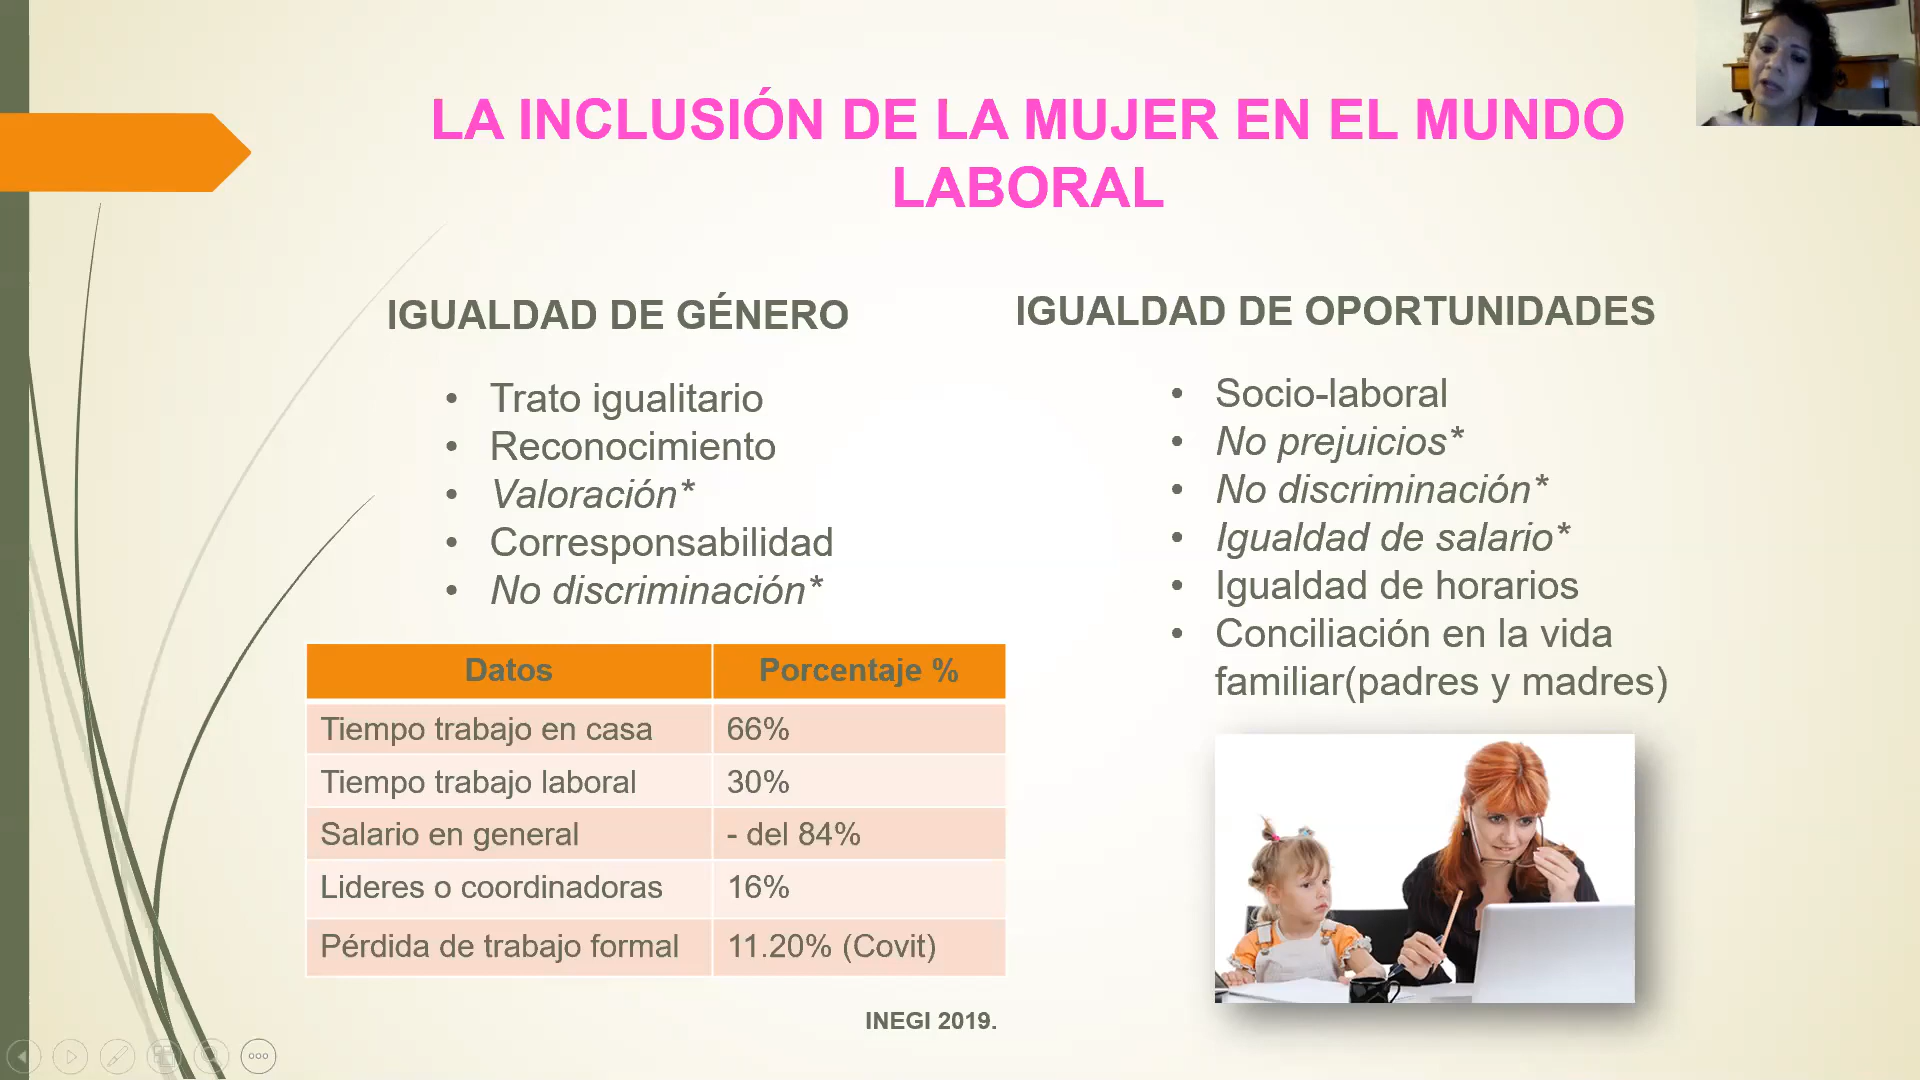 LA INCLUSIÓN DE LA MUJER EN EL MUNDO
LABORAL
IGUALDAD DE GÉNERO
• Trato igualitario
• Reconocimiento
• Valoración*
• Corresponsabilidad
• No discriminación*
Datos Porcentaje %
Tiempo trabajo en casa 66%
Tiempo trabajo laboral 30%
Salario en general - del 84%
Lideres o coordinadoras 16%
Pérdida de trabajo formal 11.20% (Covit)
INEGI 2019.
IGUALDAD DE OPORTUNIDADES
• Socio-laboral
• No prejuicios*
• No discriminación*
• Igualdad de salario*
• Igualdad de horarios
• Conciliación en la vida
familiar(padres y madres)